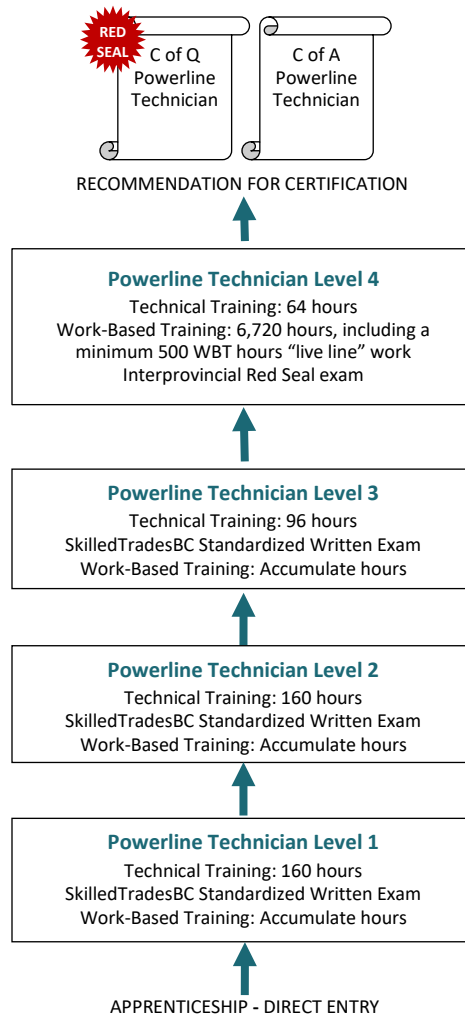 RED
SEAL
C of Q
Powerline
Technician
C of A
Powerline
Technician
RECOMMENDATION FOR CERTIFICATION
Powerline Technician Level 4
Technical Training: 64 hours
Work-Based Training: 6,720 hours, including a
minimum 500 WBT hours “live line” work
Interprovincial Red Seal exam
Powerline Technician Level 3
Technical Training: 96 hours
SkilledTradesBC Standardized Written Exam
Work-Based Training: Accumulate hours
Powerline Technician Level 2
Technical Training: 160 hours
SkilledTradesBC Standardized Written Exam
Work-Based Training: Accumulate hours
Powerline Technician Level 1
Technical Training: 160 hours
SkilledTradesBC Standardized Written Exam
Work-Based Training: Accumulate hours
APPRENTICESHIP - DIRECT ENTRY